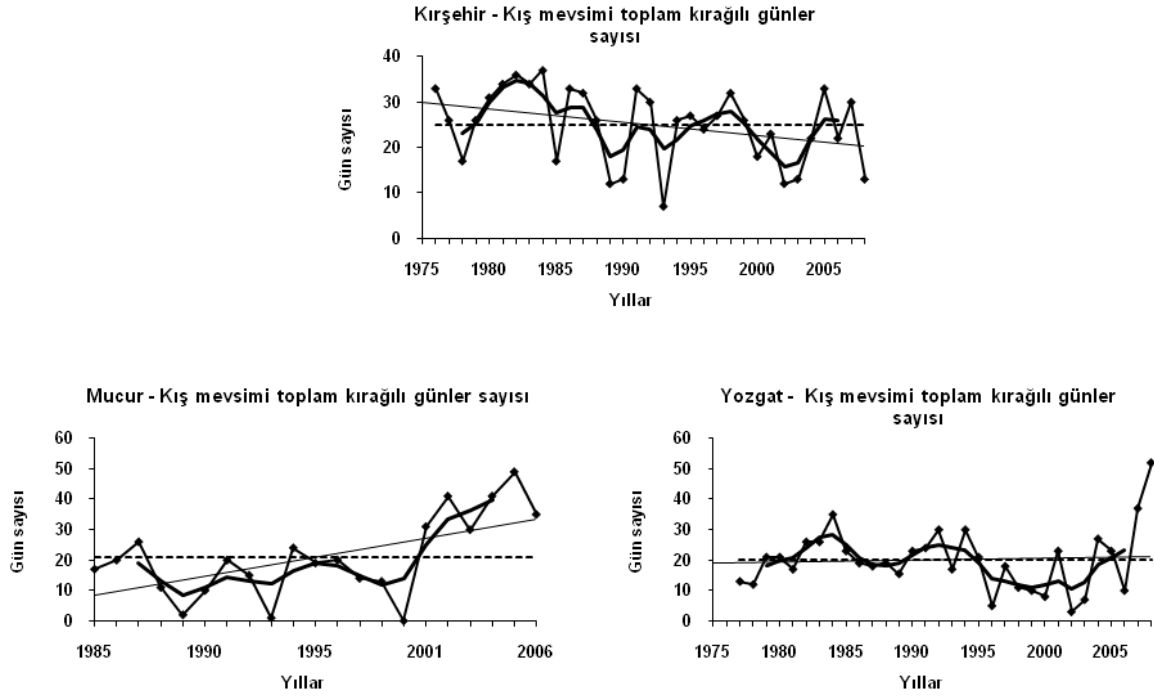 Kırşehir - Kış mevsimi toplam kırağılı günler
sayısı
40
30
20
10
0
Gün sayısı
1975 1980 1985 1990 1995 2000 2005
Yıllar
Mucur - Kış mevsimi toplam kırağılı günler sayısı
60
50
40
30
20
10
0
Gün sayısı
1985 1990 1995 2001 2006
Yıllar
Yozgat - Kış mevsimi toplam kırağılı günler
sayısı
60
50
40
30
20
10
0
Gün sayısı
1975 1980 1985 1990 1995 2000 2005
Yıllar